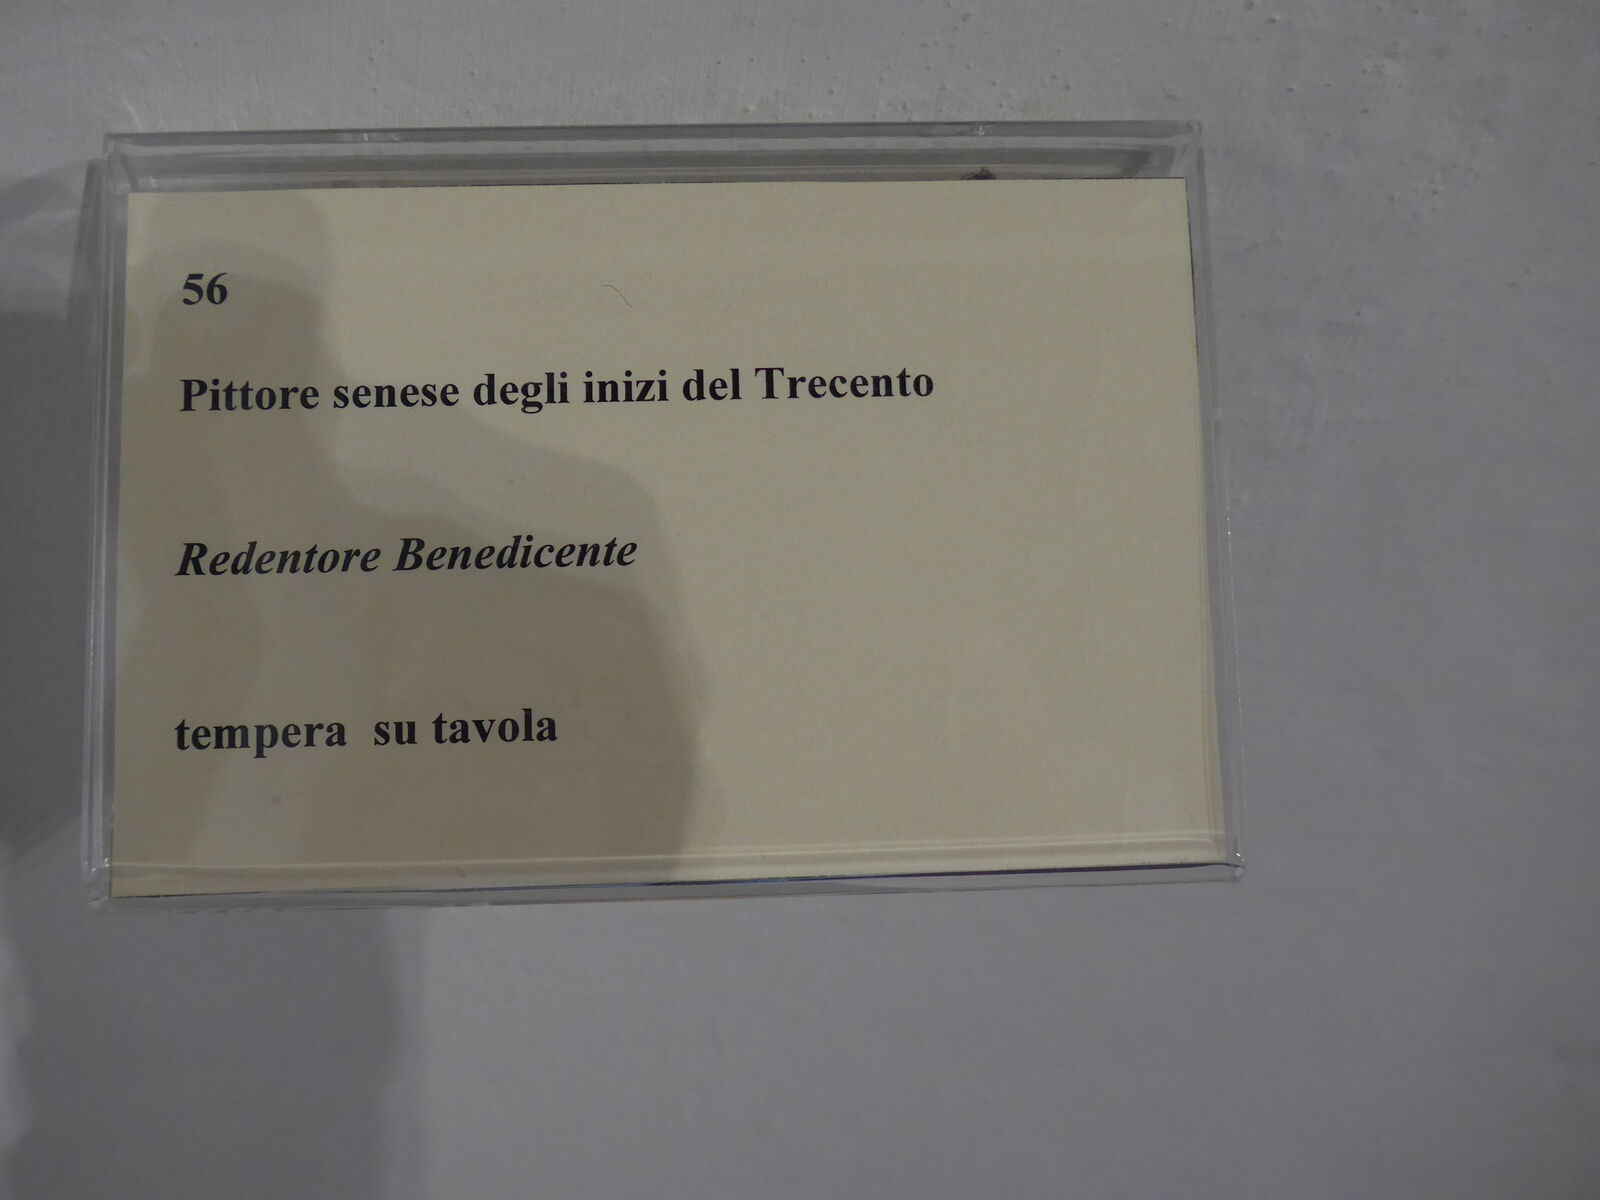 56
Pittore senese degli inizi del Trecento
Redentore Benedicente
tempera su tavola